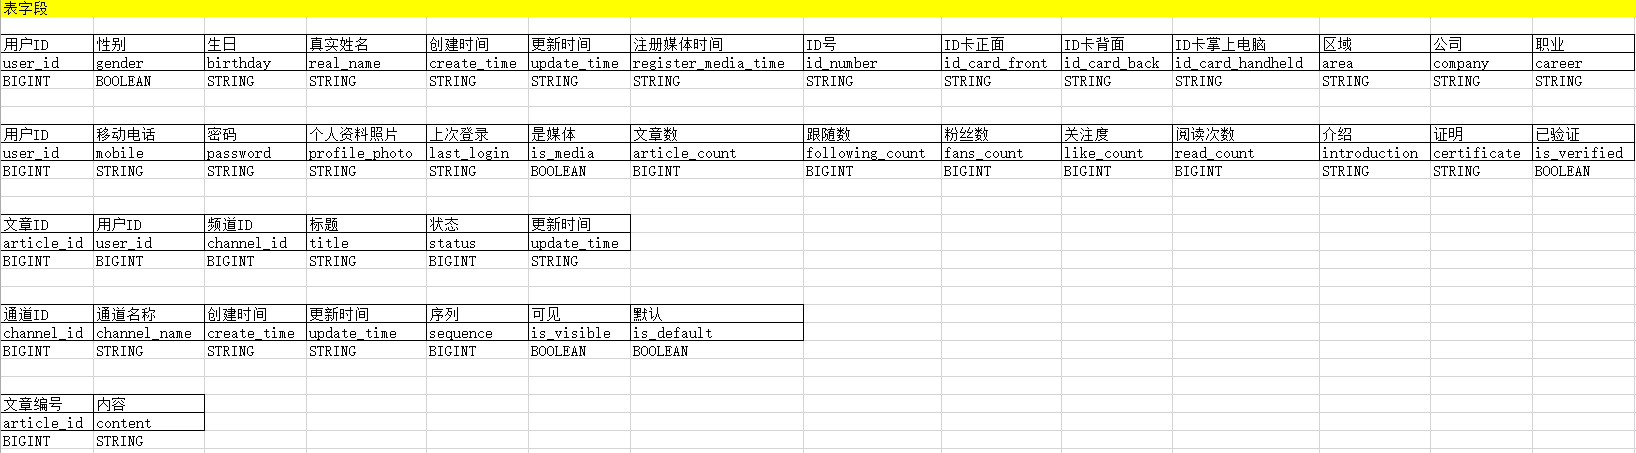 表字段
用户ID 性别 生日 真实姓名 创建时间 更新时间 注册媒体时间 ID号 ID卡正面 ID卡背面 ID卡掌上电脑 区域 公司 职业
user_id gender birthday real_name create_time update_time register_media_time id_number id_card_front id_card_back id_card_handheld area company career
BIGINT BOOLEAN STRING STRING STRING STRING STRING STRING STRING STRING STRING STRING STRING STRING
用户ID 移动电话 密码 个人资料照片 上次登录 是媒体 文章数 跟随数 粉丝数 关注度 阅读次数 介绍 证明 已验证
user_id mobile password profile_photo last_login is_media article_count following_count fans_count like_count read_count introduction certificate is_verified
BIGINT STRING STRING STRING STRING BOOLEAN BIGINT BIGINT BIGINT BIGINT BIGINT STRING STRING BOOLEAN
文章ID 用户ID 频道ID 标题 状态 更新时间
article_id user_id channel_id title status update_time
BIGINT BIGINT BIGINT STRING BIGINT STRING
通道ID 通道名称 创建时间 更新时间 序列 可见 默认
channel_id channel_name create_time update_time sequence is_visible is_default
BIGINT STRING STRING STRING BIGINT BOOLEAN BOOLEAN
文章编号 内容
article_id content
BIGINT STRING